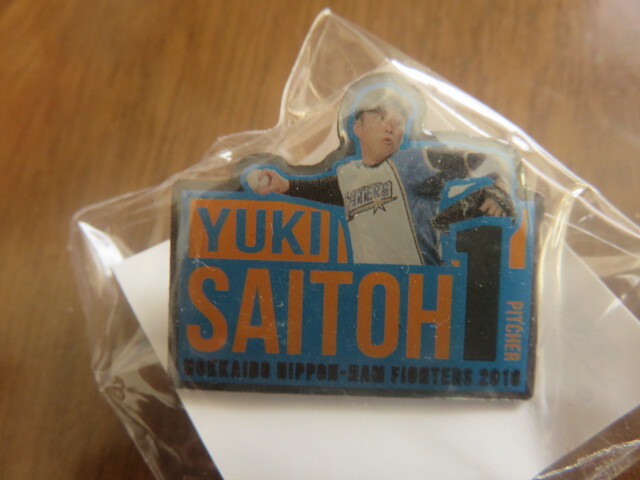 YUKI
SAITOH
1
PITCHER
HOKKAIDO NIPPON-HAM FIGHTERS 2016